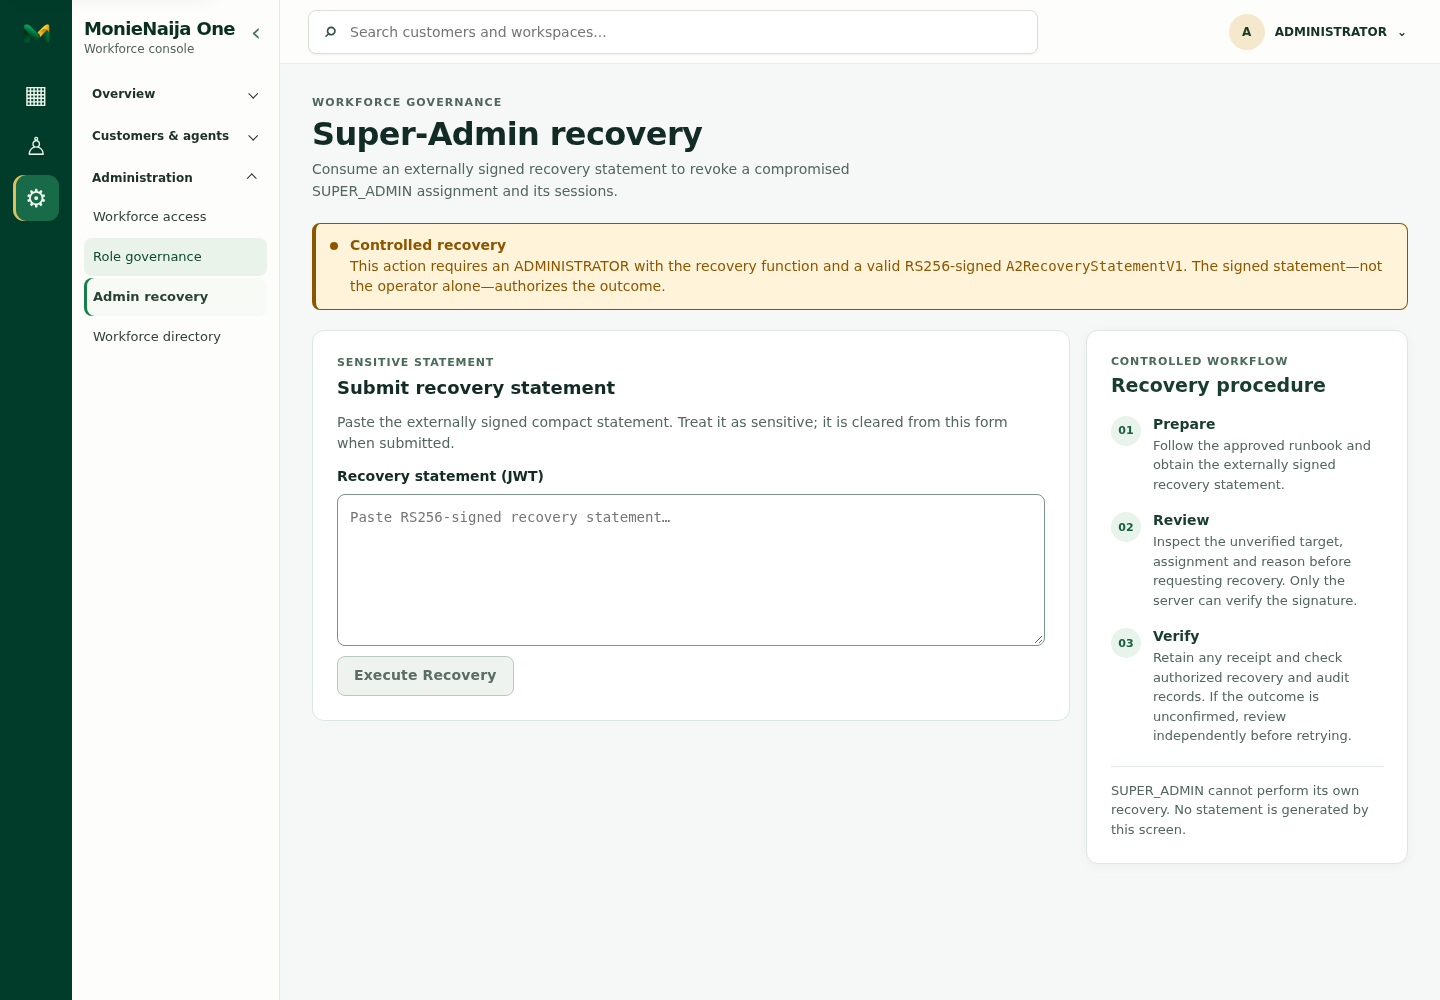 MonieNaija One
Workforce console
Overview
Customers & agents
Administration
Workforce access
Role governance
Admin recovery
Workforce directory
Search customers and workspaces…
A
ADMINISTRATOR
WORKFORCE GOVERNANCE
Super-Admin recovery
Consume an externally signed recovery statement to revoke a compromised
SUPER_ADMIN assignment and its sessions.
Controlled recovery
This action requires an ADMINISTRATOR with the recovery function and a valid RS256-signed A2RecoveryStatementV1. The signed statement—not
the operator alone—authorizes the outcome.
SENSITIVE STATEMENT
Submit recovery statement
Paste the externally signed compact statement. Treat it as sensitive; it is cleared from this form
when submitted.
Recovery statement (JWT)
Paste RS256-signed recovery statement…
Execute Recovery
CONTROLLED WORKFLOW
Recovery procedure
01
Prepare
Follow the approved runbook and
obtain the externally signed
recovery statement.
02
Review
Inspect the unverified target,
assignment and reason before
requesting recovery. Only the
server can verify the signature.
03
Verify
Retain any receipt and check
authorized recovery and audit
records. If the outcome is
unconfirmed, review
independently before retrying.
SUPER_ADMIN cannot perform its own
recovery. No statement is generated by
this screen.